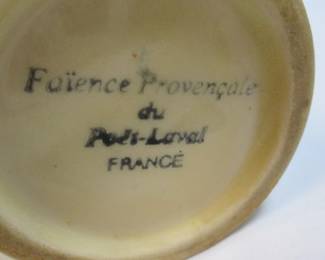 Faïence Provençale
du
Poët-Laval
FRANCE